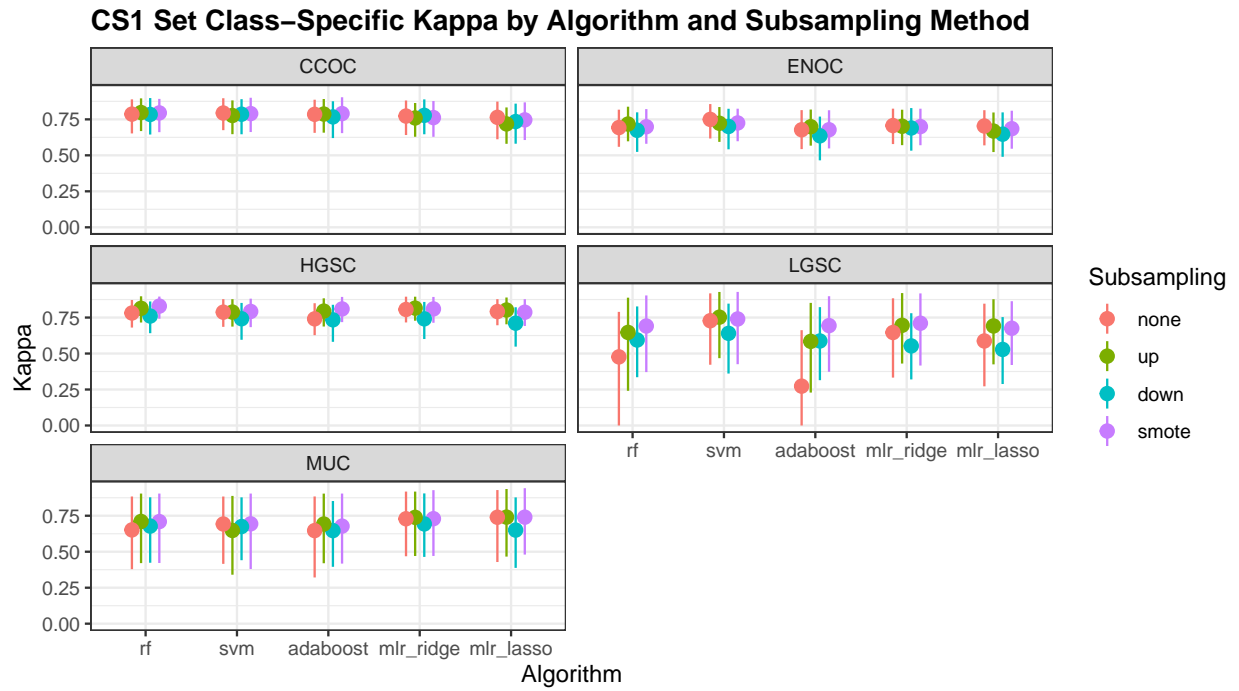 CS1 Set Class−Specific Kappa by Algorithm and Subsampling Method
CCOC
ENOC
0.75
0.50
0.25
0.00
HGSC
LGSC
0.75
0.50
0.25
0.00
rf svm adaboost mlr_ridge mlr_lasso
MUC
0.75
0.50
0.25
0.00
rf svm adaboost mlr_ridge mlr_lasso
Algorithm
Kappa
Subsampling
none
up
down
smote